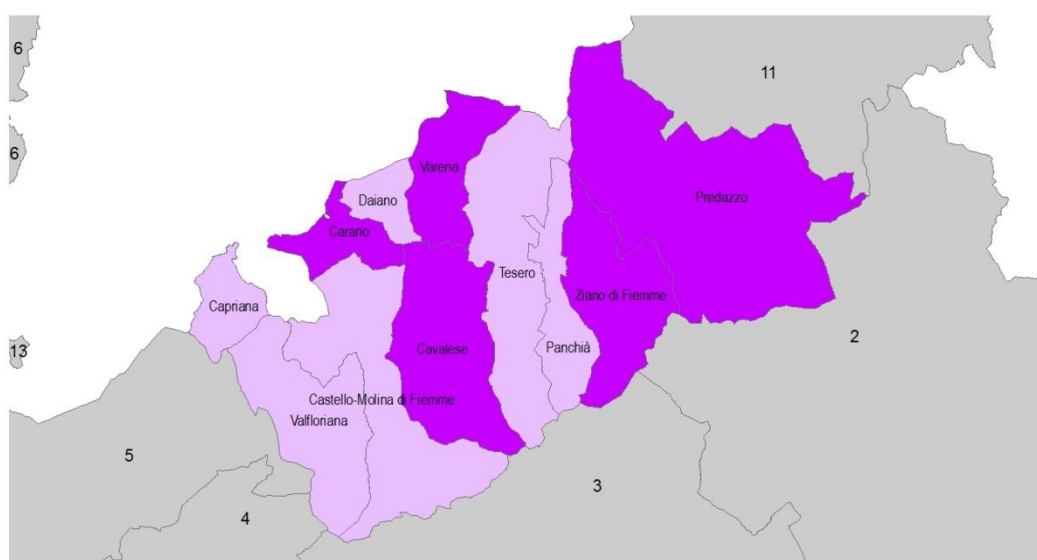 6
11
6
Varena
Daiano
Predazzo
Carano
Tesero
Capriana
Ziano di Fiemme
2
13
Cavalese
Panchià
Castello-Molina di Fiemme
Valfloriana
5
3
4